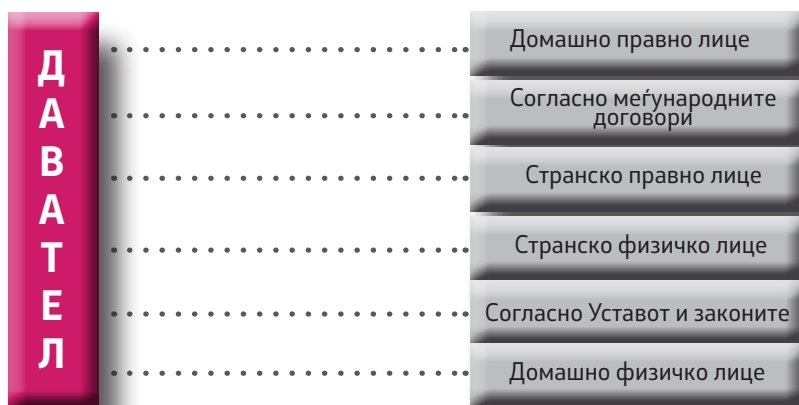 ДАВАТЕЛ
Домашно правно лице
Согласно меѓународните
договори
Странско правно лице
Странско физичко лице
Согласно Уставот и законите
Домашно физичко лице